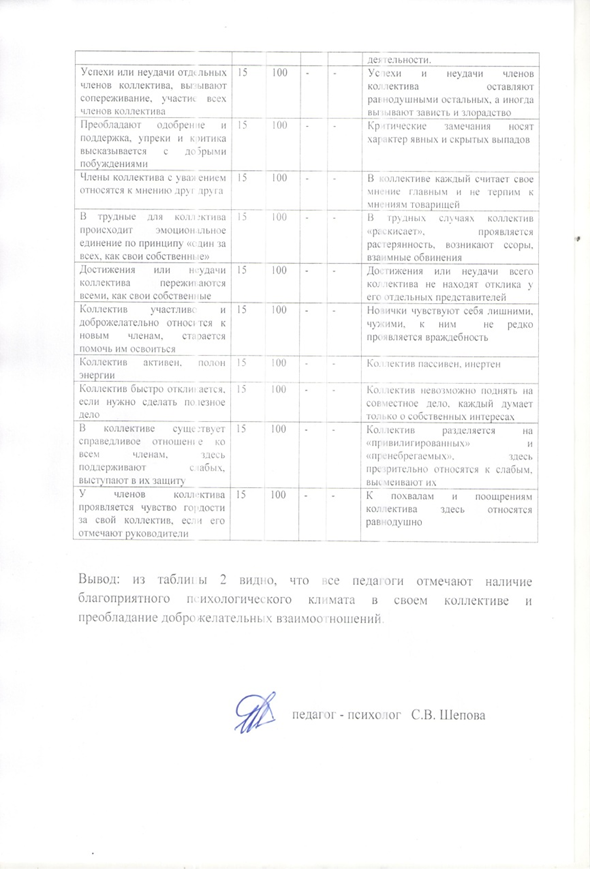 деятельности.
Успехи или неудачи отдельных 15 100 - - Успехи и неудачи членов
членов коллектива, вызывают коллектива оставляют
сопереживание, участие всех равнодушными остальных, а иногда
членов коллектива вызывают зависть и злорадство
Преобладают одобрение и 15 100 - - Критические замечания носят
поддержка, упреки и критика характер явных и скрытых выпадов
высказывается с добрыми
побуждениями
Члены коллектива с уважением 15 100 - - В коллективе каждый считает свое
относятся к мнению друг друга мнение главным и не терпим к
мнениям товарищей
В трудные для коллектива 15 100 - - В трудных случаях коллектив
происходит эмоциональное «раскисает», проявляется
единение по принципу «один за растерянность, возникают ссоры,
всех, как свои собственные» взаимные обвинения
Достижения или неудачи 15 100 - - Достижения или неудачи всего
коллектива переживаются коллектива не находят отклика у
всеми, как свои собственные его отдельных представителей
Коллектив участливо и 15 100 - - Новички чувствуют себя лишними,
доброжелательно относится к чужими, к ним не редко
новым членам, старается проявляется враждебность
помочь им освоиться
Коллектив активен, полон 15 100 - - Коллектив пассивен, инертен
энергии
Коллектив быстро откликается, 15 100 - - Коллектив невозможно поднять на
если нужно сделать полезное совместное дело, каждый думает
дело только о собственных интересах
В коллективе существует 15 100 - - Коллектив разделяется на
справедливое отношение ко «привилигированных» и
всем членам, здесь «пренебрегаемых», здесь
поддерживают слабых, презрительно относятся к слабым,
выступают в их защиту высмеивают их
У членов коллектива 15 100 - - К похвалам и поощрениям
проявляется чувство гордости коллектива здесь относятся
за свой коллектив, если его равнодушно
отмечают руководители
Вывод: из таблицы 2 видно, что все педагоги отмечают наличие
благоприятного психологического климата в своем коллективе и
преобладание доброжелательных взаимоотношений.
педагог - психолог С.В. Шепова